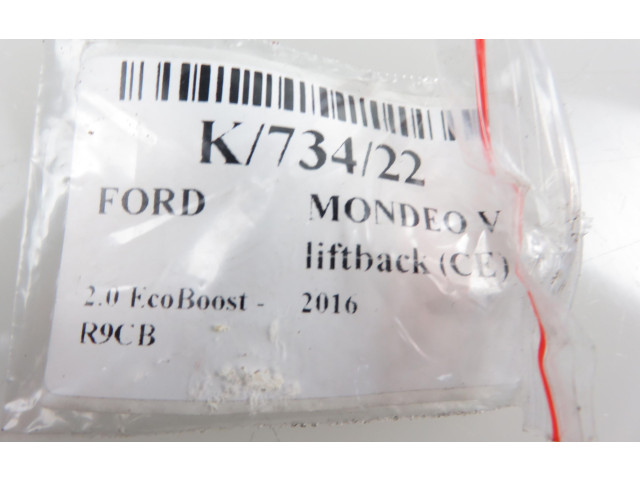 K/734/22
FORD MONDEO V
liftback (CE)
2.0 EcoBoost - 2016
R9CB